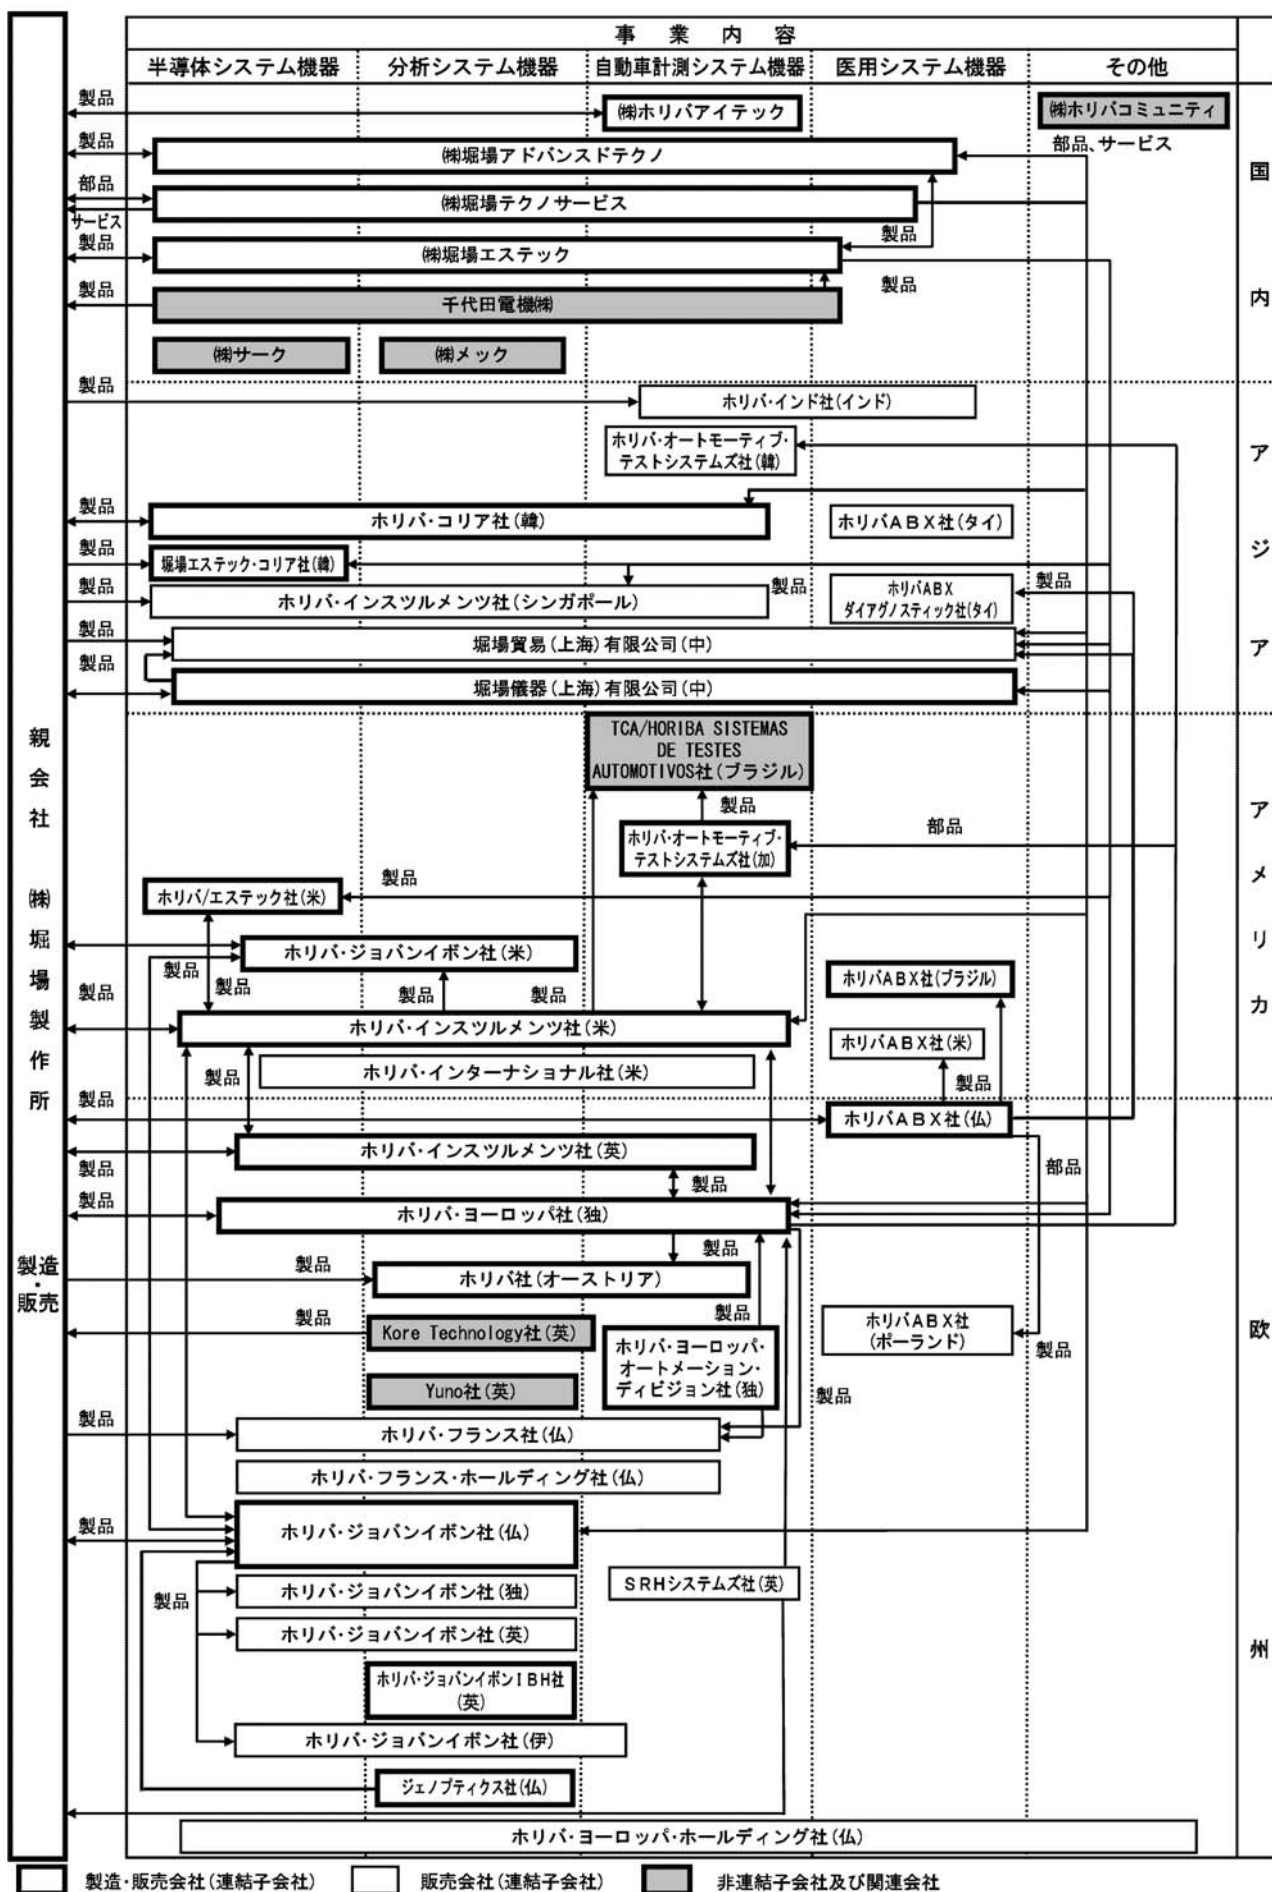 事業内容
半導体システム機器
分析システム機器
自動車計測システム機器
医用システム機器
その他
製品
㈱ホリバアイテック
㈱ホリバコミュニティ
製品
㈱堀場アドバンスドテクノ
部品、サービス
国内
部品
㈱堀場テクノサービス
サービス
製品
製品
㈱堀場エステック
製品
製品
千代田電機㈱
㈱サーク
㈱メック
製品
ホリバ・インド社(インド)
アジア
ホリバ・オートモーティブ・
テストシステムズ社(韓)
製品
ホリバ・コリア社(韓)
ホリバABX社(タイ)
製品
堀場エステック・コリア社(韓)
製品
ホリバ・インスツルメンツ社(シンガポール)
製品
ホリバABX
ダイアグノスティック社(タイ)
製品
製品
堀場貿易(上海)有限公司(中)
製品
堀場儀器(上海)有限公司(中)
親会社
㈱堀場製作所
製造
・
販売
TCA/HORIBA SISTEMAS
DE TESTES
AUTOMOTIVOS社(ブラジル)
アメリカ
製品
ホリバ・オートモーティブ・
テストシステムズ社(加)
部品
製品
ホリバ/エステック社(米)
ホリバ・ジョバンイボン社(米)
製品
製品
製品
製品
製品
ホリバABX社(ブラジル)
ホリバ・インスツルメンツ社(米)
ホリバABX社(米)
製品
ホリバ・インターナショナル社(米)
製品
製品
ホリバABX社(仏)
欧州
ホリバ・インスツルメンツ社(英)
製品
部品
製品
製品
ホリバ・ヨーロッパ社(独)
製品
製品
ホリバ社(オーストリア)
製品
Kore Technology社(英)
ホリバABX社
(ポーランド)
製品
製品
ホリバ・ヨーロッパ・
オートメーション・
ディビジョン社(独)
Yuno社(英)
製品
製品
ホリバ・フランス社(仏)
ホリバ・フランス・ホールディング社(仏)
製品
ホリバ・ジョバンイボン社(仏)
製品
ホリバ・ジョバンイボン社(独)
SRHシステムズ社(英)
ホリバ・ジョバンイボン社(英)
ホリバ・ジョバンイボンIBH社
(英)
ホリバ・ジョバンイボン社(伊)
ジェノプティクス社(仏)
ホリバ・ヨーロッパ・ホールディング社(仏)
製造・販売会社(連結子会社)
販売会社(連結子会社)
非連結子会社及び関連会社